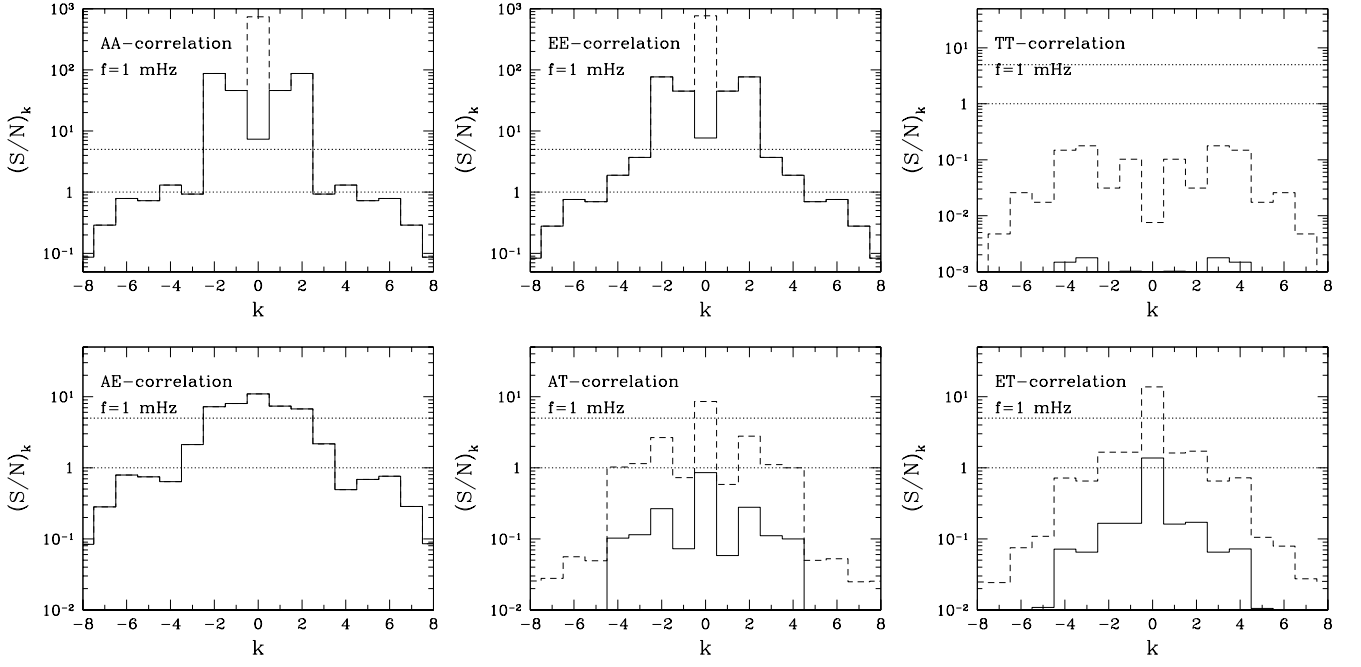 10³
10²
10¹
1
10⁻¹
(S/N)ₖ
AA-correlation
f=1 mHz
-8 -6 -4 -2 0 2 4 6 8
k
10³
10²
10¹
1
10⁻¹
(S/N)ₖ
EE-correlation
f=1 mHz
-8 -6 -4 -2 0 2 4 6 8
k
10¹
1
10⁻¹
10⁻²
10⁻³
(S/N)ₖ
TT-correlation
f=1 mHz
-8 -6 -4 -2 0 2 4 6 8
k
10¹
1
10⁻¹
10⁻²
(S/N)ₖ
AE-correlation
f=1 mHz
-8 -6 -4 -2 0 2 4 6 8
k
10¹
1
10⁻¹
10⁻²
(S/N)ₖ
AT-correlation
f=1 mHz
-8 -6 -4 -2 0 2 4 6 8
k
10¹
1
10⁻¹
10⁻²
(S/N)ₖ
ET-correlation
f=1 mHz
-8 -6 -4 -2 0 2 4 6 8
k